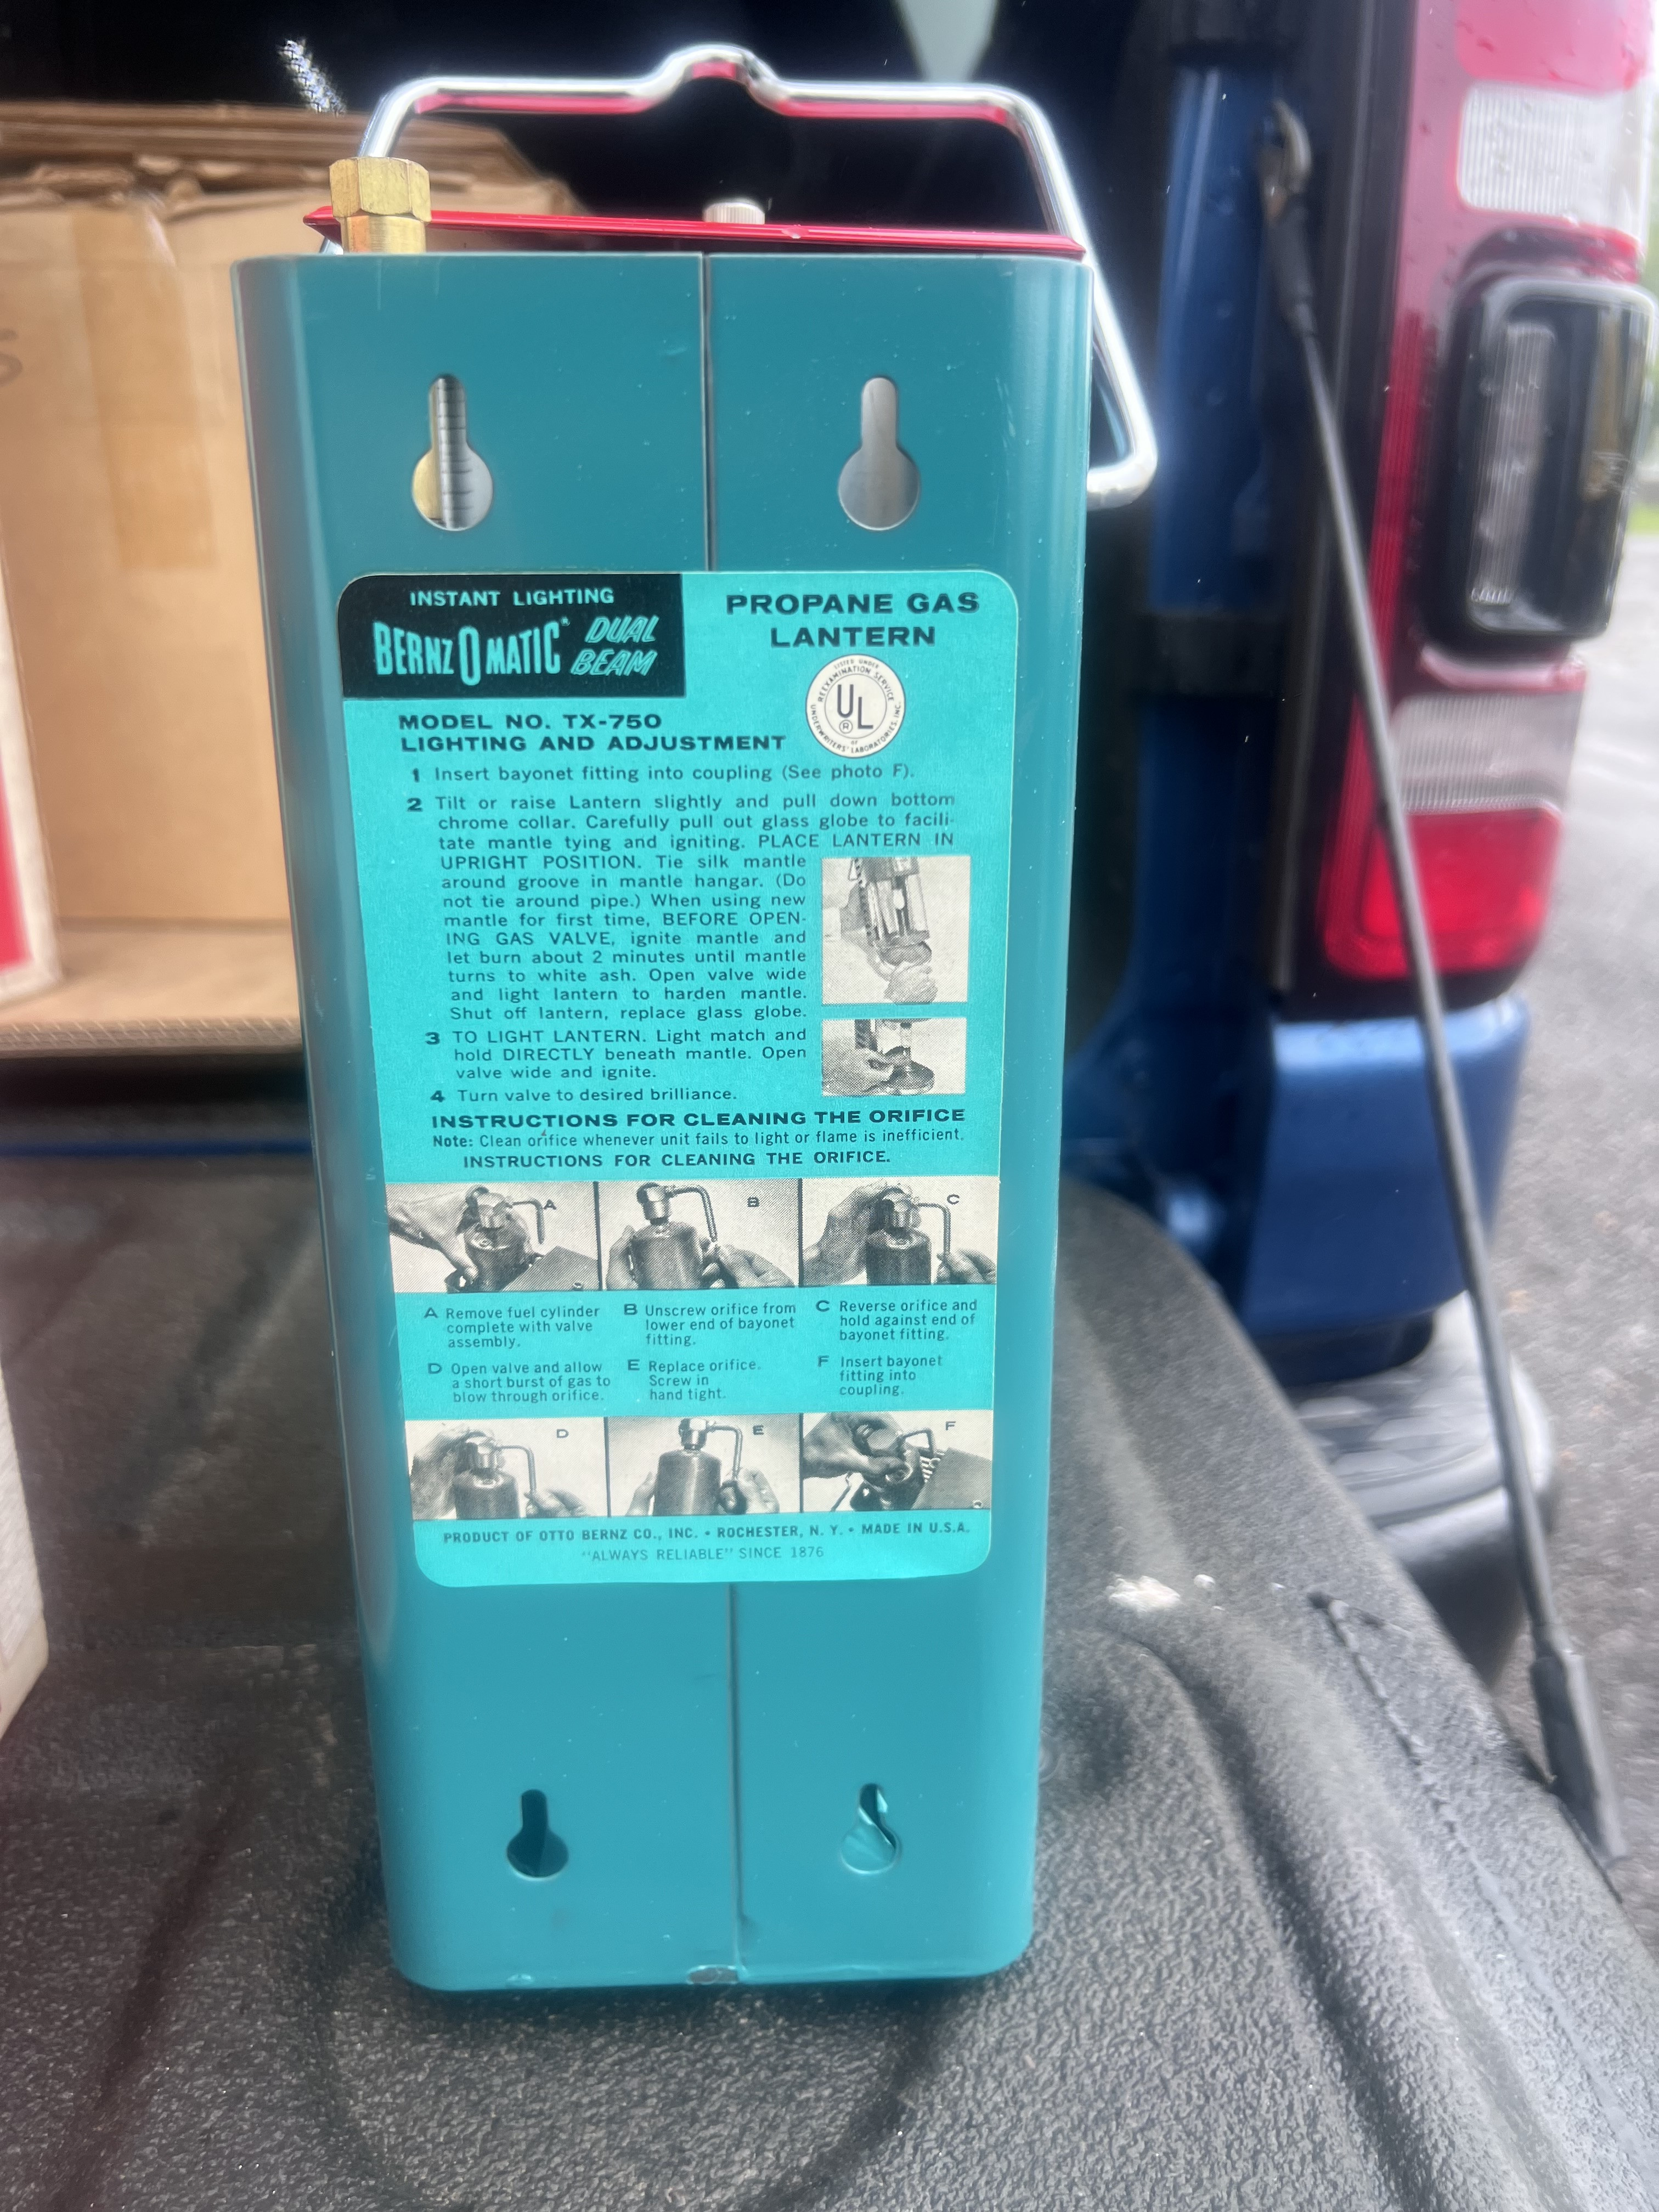 INSTANT LIGHTING
BERNZOMATIC* DUAL
BEAM
PROPANE GAS
LANTERN
LISTED UNDER
REEXAMINATION SERVICE
UL
®
OF
UNDERWRITERS' LABORATORIES, INC.
MODEL NO. TX-750
LIGHTING AND ADJUSTMENT
1 Insert bayonet fitting into coupling (See photo F).
2 Tilt or raise Lantern slightly and pull down bottom
chrome collar. Carefully pull out glass globe to facili-
tate mantle tying and igniting. PLACE LANTERN IN
UPRIGHT POSITION. Tie silk mantle
around groove in mantle hangar. (Do
not tie around pipe.) When using new
mantle for first time, BEFORE OPEN-
ING GAS VALVE, ignite mantle and
let burn about 2 minutes until mantle
turns to white ash. Open valve wide
and light lantern to harden mantle.
Shut off lantern, replace glass globe.
3 TO LIGHT LANTERN. Light match and
hold DIRECTLY beneath mantle. Open
valve wide and ignite.
4 Turn valve to desired brilliance.
INSTRUCTIONS FOR CLEANING THE ORIFICE
Note: Clean orifice whenever unit fails to light or flame is inefficient.
INSTRUCTIONS FOR CLEANING THE ORIFICE.
A
B
C
A Remove fuel cylinder
complete with valve
assembly.
B Unscrew orifice from
lower end of bayonet
fitting.
C Reverse orifice and
hold against end of
bayonet fitting.
D Open valve and allow
a short burst of gas to
blow through orifice.
E Replace orifice.
Screw in
hand tight.
F Insert bayonet
fitting into
coupling.
D
E
F
PRODUCT OF OTTO BERNZ CO., INC. • ROCHESTER, N. Y. • MADE IN U.S.A.
"ALWAYS RELIABLE" SINCE 1876